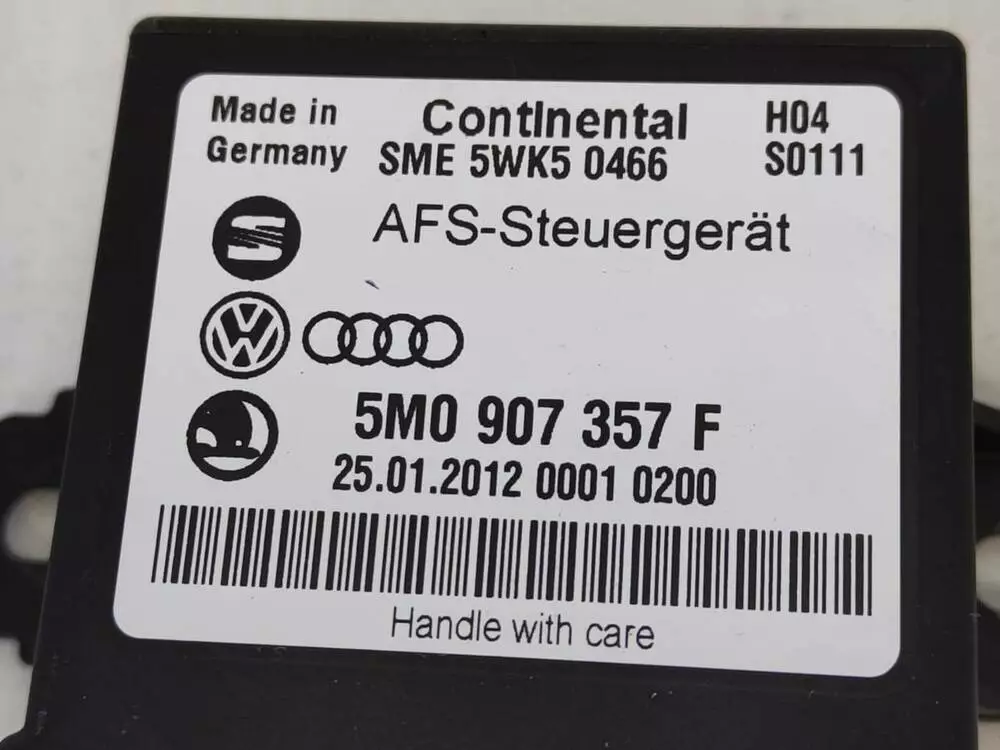 Made in Germany
Continental
SME 5WK5 0466
H04
S0111
AFS-Steuergerät
5M0 907 357 F
25.01.2012 0001 0200
Handle with care